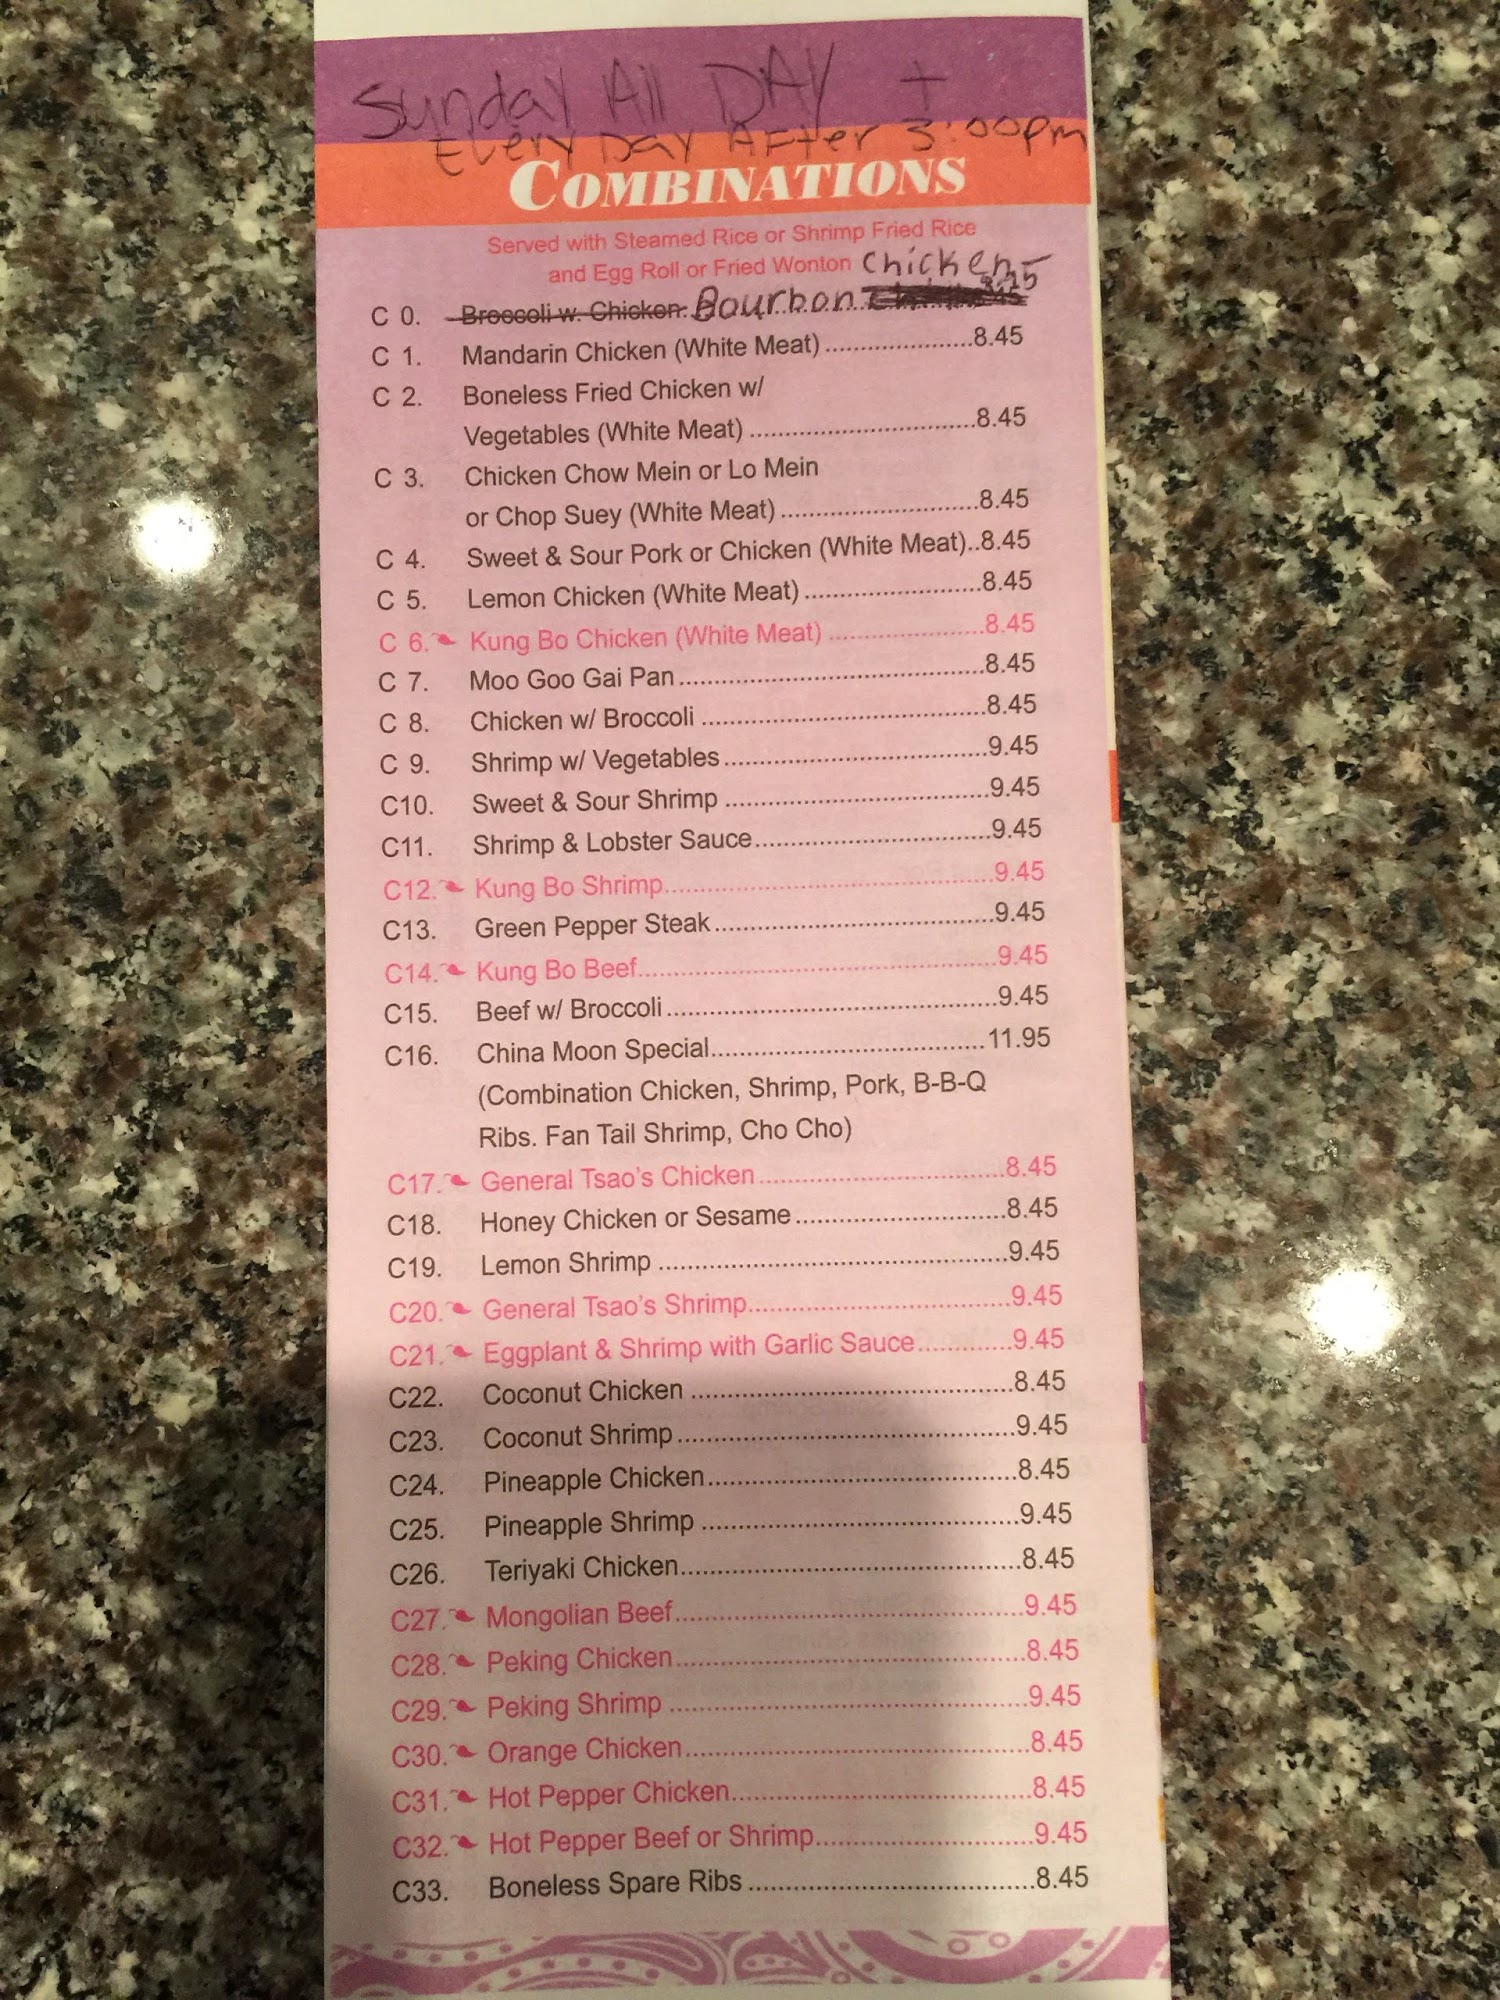 Sunday All DAY +
Every Day After 3:00pm
COMBINATIONS
Served with Steamed Rice or Shrimp Fried Rice
and Egg Roll or Fried Wonton Chicken
C 0. Broccoli w. Chicken Bourbon
C 1. Mandarin Chicken (White Meat) ......................8.45
C 2. Boneless Fried Chicken w/
Vegetables (White Meat) ..................................8.45
C 3. Chicken Chow Mein or Lo Mein
or Chop Suey (White Meat) ..............................8.45
C 4. Sweet & Sour Pork or Chicken (White Meat)..8.45
C 5. Lemon Chicken (White Meat) ...........................8.45
C 6. Kung Bo Chicken (White Meat) .......................8.45
C 7. Moo Goo Gai Pan..............................................8.45
C 8. Chicken w/ Broccoli ...........................................8.45
C 9. Shrimp w/ Vegetables........................................9.45
C10. Sweet & Sour Shrimp ........................................9.45
C11. Shrimp & Lobster Sauce....................................9.45
C12. Kung Bo Shrimp.................................................9.45
C13. Green Pepper Steak..........................................9.45
C14. Kung Bo Beef.....................................................9.45
C15. Beef w/ Broccoli.................................................9.45
C16. China Moon Special.........................................11.95
(Combination Chicken, Shrimp, Pork, B-B-Q
Ribs. Fan Tail Shrimp, Cho Cho)
C17. General Tsao's Chicken.....................................8.45
C18. Honey Chicken or Sesame................................8.45
C19. Lemon Shrimp ...................................................9.45
C20. General Tsao's Shrimp.......................................9.45
C21. Eggplant & Shrimp with Garlic Sauce..............9.45
C22. Coconut Chicken ................................................8.45
C23. Coconut Shrimp..................................................9.45
C24. Pineapple Chicken..............................................8.45
C25. Pineapple Shrimp ...............................................9.45
C26. Teriyaki Chicken..................................................8.45
C27. Mongolian Beef...................................................9.45
C28. Peking Chicken...................................................8.45
C29. Peking Shrimp ....................................................9.45
C30. Orange Chicken..................................................8.45
C31. Hot Pepper Chicken............................................8.45
C32. Hot Pepper Beef or Shrimp................................9.45
C33. Boneless Spare Ribs ..........................................8.45